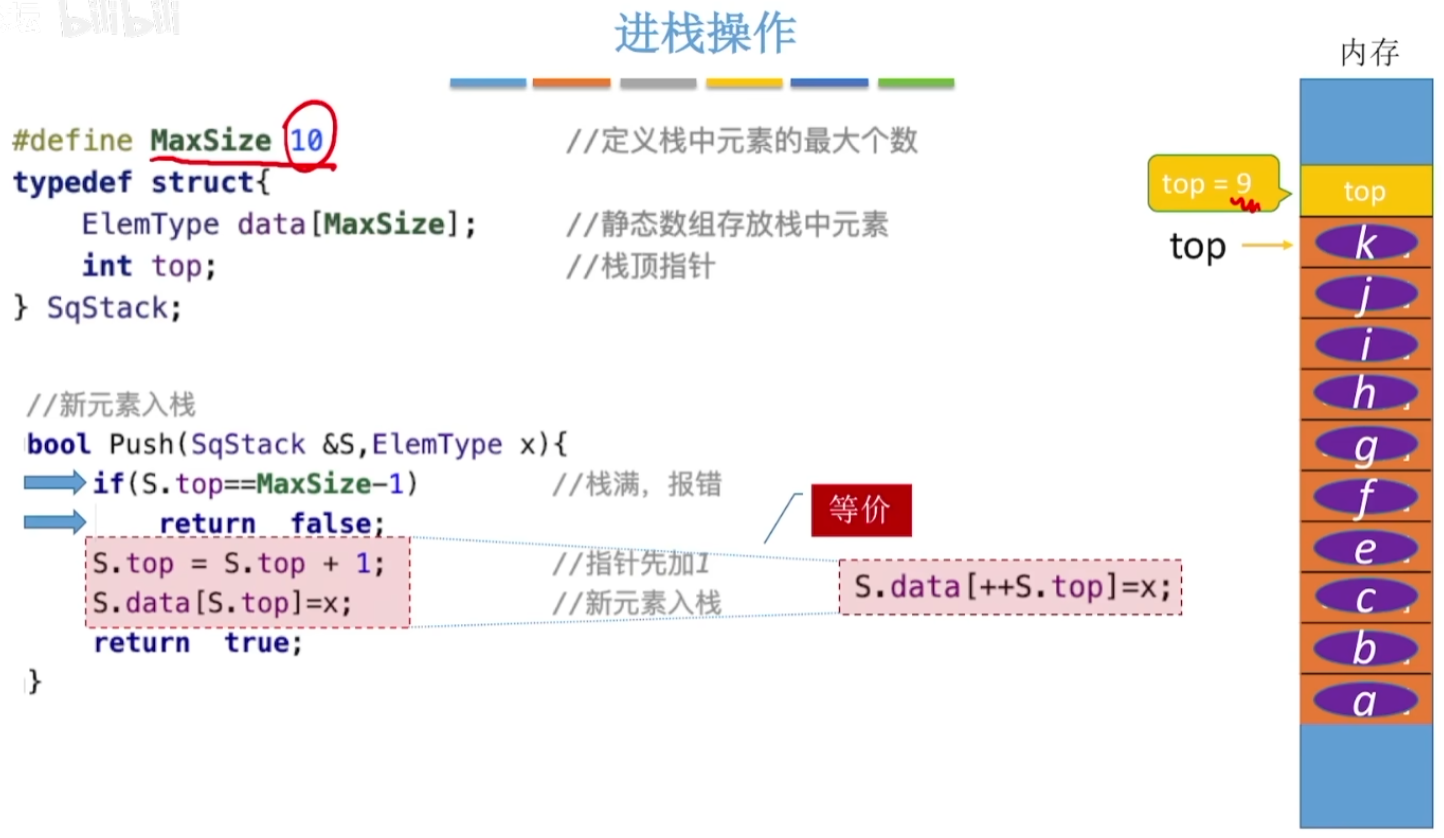 bilibili
进栈操作
内存
#define MaxSize 10 //定义栈中元素的最大个数
typedef struct{
ElemType data[MaxSize]; //静态数组存放栈中元素
int top; //栈顶指针
} SqStack;
top = 9
top
top
k
j
i
h
g
f
e
c
b
a
//新元素入栈
bool Push(SqStack &S,ElemType x){
if(S.top==MaxSize-1) //栈满，报错
return false;
S.top = S.top + 1; //指针先加1
S.data[S.top]=x; //新元素入栈
return true;
}
等价
S.data[++S.top]=x;